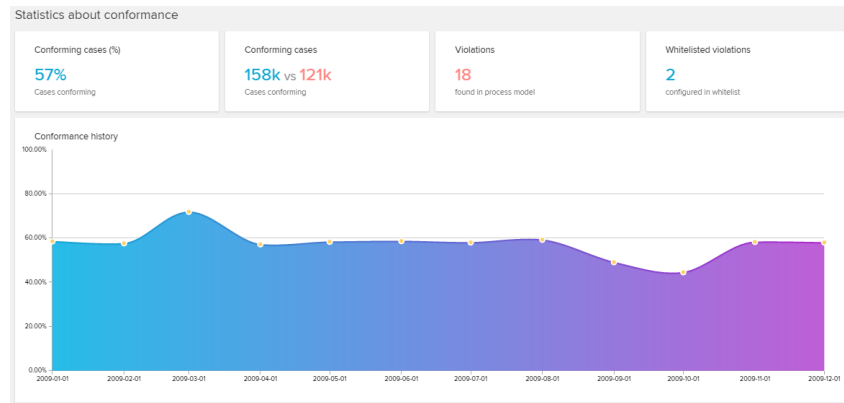 Statistics about conformance
Conforming cases (%)
57%
Cases conforming
Conforming cases
158k vs 121k
Cases conforming
Violations
18
found in process model
Whitelisted violations
2
configured in whitelist
Conformance history
100.00%
80.00%
60.00%
40.00%
20.00%
0.00%
2009-01-01 2009-02-01 2009-03-01 2009-04-01 2009-05-01 2009-06-01 2009-07-01 2009-08-01 2009-09-01 2009-10-01 2009-11-01 2009-12-01